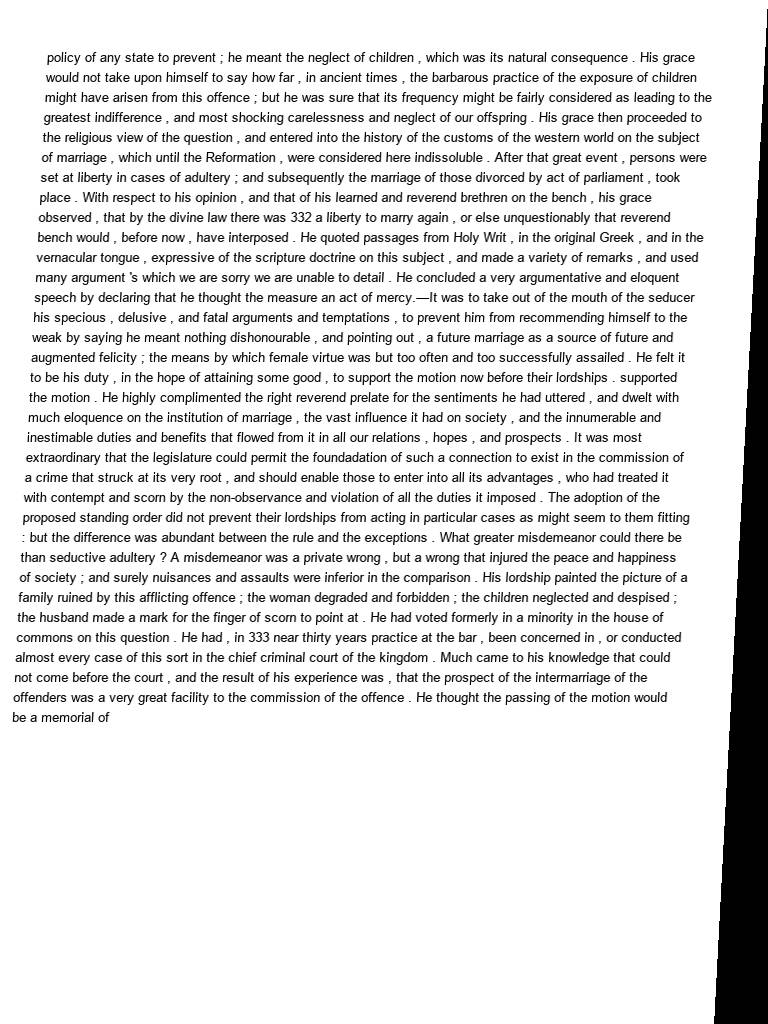 policy of any state to prevent ; he meant the neglect of children , which was its natural consequence . His grace
would not take upon himself to say how far , in ancient times , the barbarous practice of the exposure of children
might have arisen from this offence ; but he was sure that its frequency might be fairly considered as leading to the
greatest indifference , and most shocking carelessness and neglect of our offspring . His grace then proceeded to
the religious view of the question , and entered into the history of the customs of the western world on the subject
of marriage , which until the Reformation , were considered here indissoluble . After that great event , persons were
set at liberty in cases of adultery ; and subsequently the marriage of those divorced by act of parliament , took
place . With respect to his opinion , and that of his learned and reverend brethren on the bench , his grace
observed , that by the divine law there was 332 a liberty to marry again , or else unquestionably that reverend
bench would , before now , have interposed . He quoted passages from Holy Writ , in the original Greek , and in the
vernacular tongue , expressive of the scripture doctrine on this subject , and made a variety of remarks , and used
many argument 's which we are sorry we are unable to detail . He concluded a very argumentative and eloquent
speech by declaring that he thought the measure an act of mercy.—It was to take out of the mouth of the seducer
his specious , delusive , and fatal arguments and temptations , to prevent him from recommending himself to the
weak by saying he meant nothing dishonourable , and pointing out , a future marriage as a source of future and
augmented felicity ; the means by which female virtue was but too often and too successfully assailed . He felt it
to be his duty , in the hope of attaining some good , to support the motion now before their lordships . supported
the motion . He highly complimented the right reverend prelate for the sentiments he had uttered , and dwelt with
much eloquence on the institution of marriage , the vast influence it had on society , and the innumerable and
inestimable duties and benefits that flowed from it in all our relations , hopes , and prospects . It was most
extraordinary that the legislature could permit the foundadation of such a connection to exist in the commission of
a crime that struck at its very root , and should enable those to enter into all its advantages , who had treated it
with contempt and scorn by the non-observance and violation of all the duties it imposed . The adoption of the
proposed standing order did not prevent their lordships from acting in particular cases as might seem to them fitting
: but the difference was abundant between the rule and the exceptions . What greater misdemeanor could there be
than seductive adultery ? A misdemeanor was a private wrong , but a wrong that injured the peace and happiness
of society ; and surely nuisances and assaults were inferior in the comparison . His lordship painted the picture of a
family ruined by this afflicting offence ; the woman degraded and forbidden ; the children neglected and despised ;
the husband made a mark for the finger of scorn to point at . He had voted formerly in a minority in the house of
commons on this question . He had , in 333 near thirty years practice at the bar , been concerned in , or conducted
almost every case of this sort in the chief criminal court of the kingdom . Much came to his knowledge that could
not come before the court , and the result of his experience was , that the prospect of the intermarriage of the
offenders was a very great facility to the commission of the offence . He thought the passing of the motion would
be a memorial of